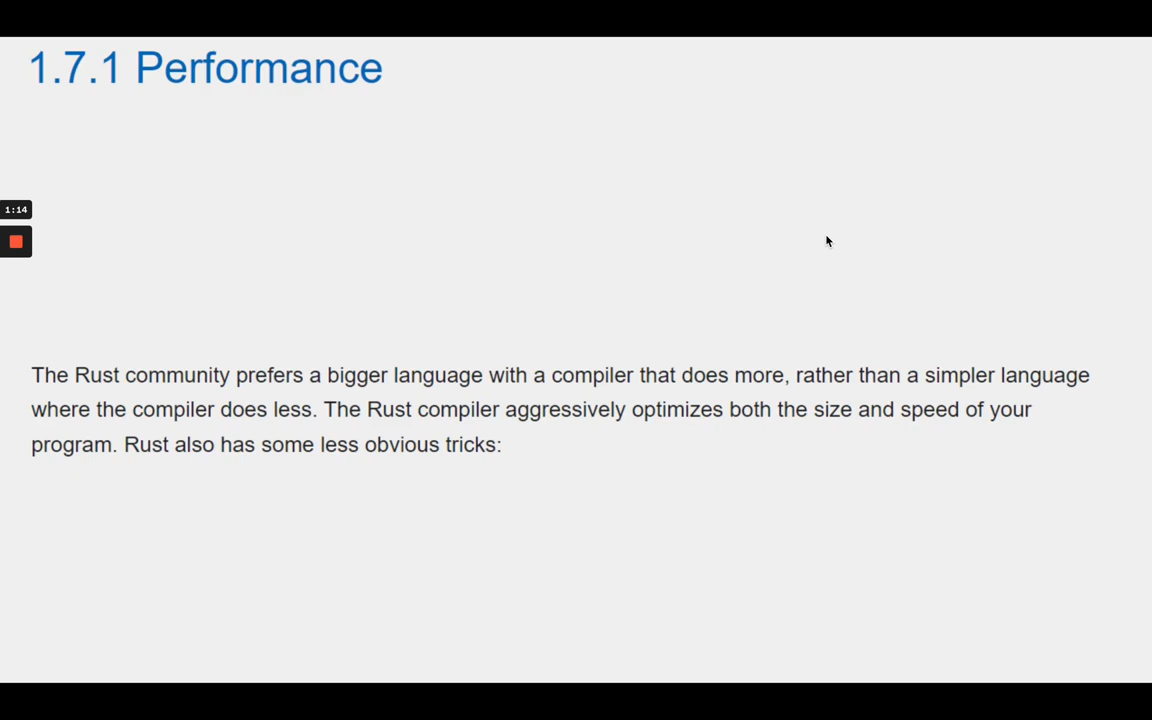 1.7.1 Performance
1:14
The Rust community prefers a bigger language with a compiler that does more, rather than a simpler language
where the compiler does less. The Rust compiler aggressively optimizes both the size and speed of your
program. Rust also has some less obvious tricks: